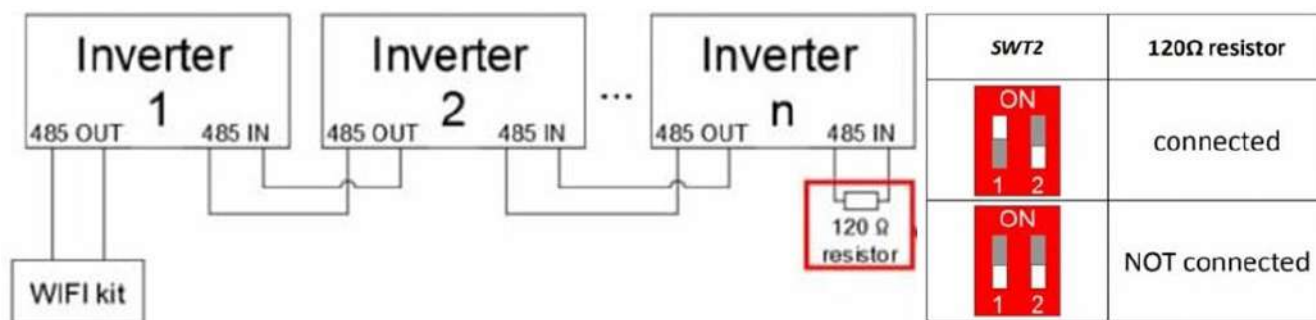 Inverter
1
485 OUT
485 IN
Inverter
2
485 OUT
485 IN
...
Inverter
n
485 OUT
485 IN
120 Ω
resistor
WIFI kit
SWT2
120Ω resistor
ON
1 2
connected
ON
1 2
NOT connected